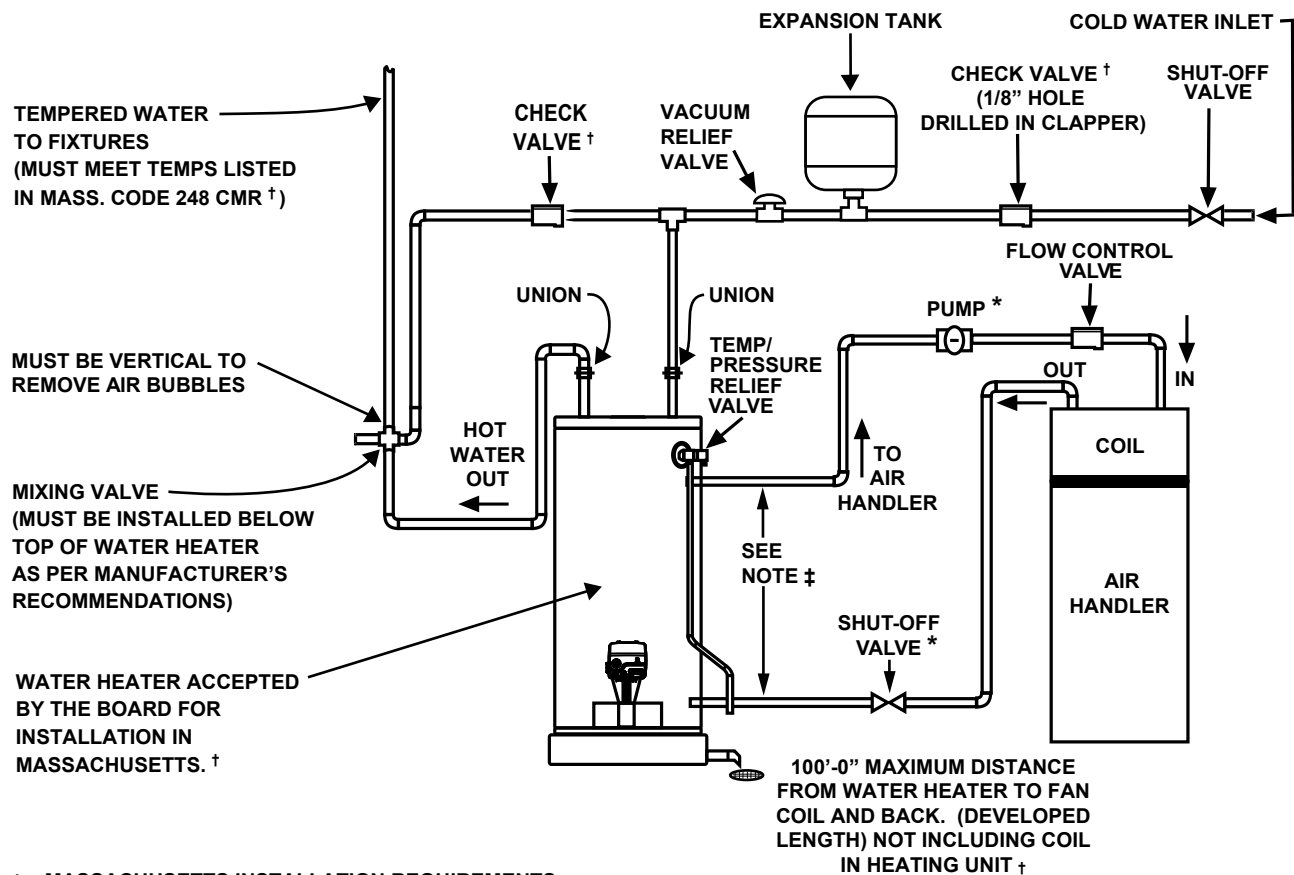 EXPANSION TANK
COLD WATER INLET
TEMPERED WATER
TO FIXTURES
(MUST MEET TEMPS LISTED
IN MASS. CODE 248 CMR †)
CHECK
VALVE †
VACUUM
RELIEF
VALVE
CHECK VALVE †
(1/8” HOLE
DRILLED IN CLAPPER)
SHUT-OFF
VALVE
FLOW CONTROL
VALVE
UNION
UNION
PUMP *
MUST BE VERTICAL TO
REMOVE AIR BUBBLES
TEMP/
PRESSURE
RELIEF
VALVE
OUT
IN
HOT
WATER
OUT
TO
AIR
HANDLER
COIL
MIXING VALVE
(MUST BE INSTALLED BELOW
TOP OF WATER HEATER
AS PER MANUFACTURER’S
RECOMMENDATIONS)
SEE
NOTE ‡
AIR
HANDLER
SHUT-OFF
VALVE *
WATER HEATER ACCEPTED
BY THE BOARD FOR
INSTALLATION IN
MASSACHUSETTS. †
100’-0” MAXIMUM DISTANCE
FROM WATER HEATER TO FAN
COIL AND BACK. (DEVELOPED
LENGTH) NOT INCLUDING COIL
IN HEATING UNIT †
MASSACHUSETTS INSTALLATION REQUIREMENTS